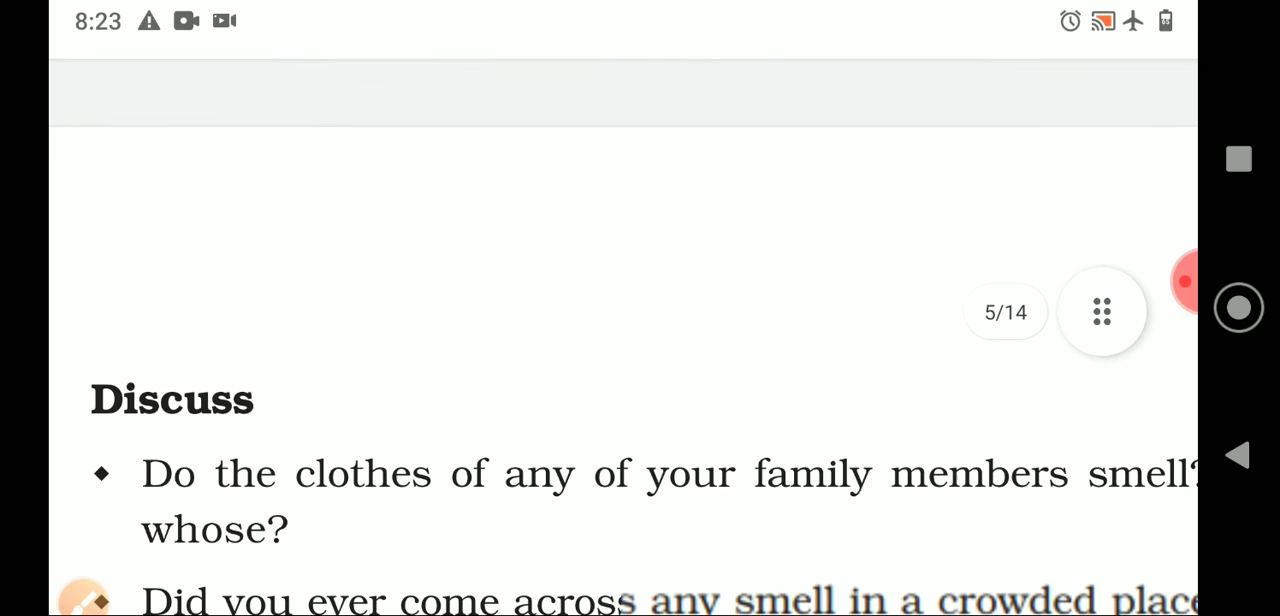 8:23
5/14
Discuss
Do the clothes of any of your family members smell?
whose?
Did you ever come across any smell in a crowded place